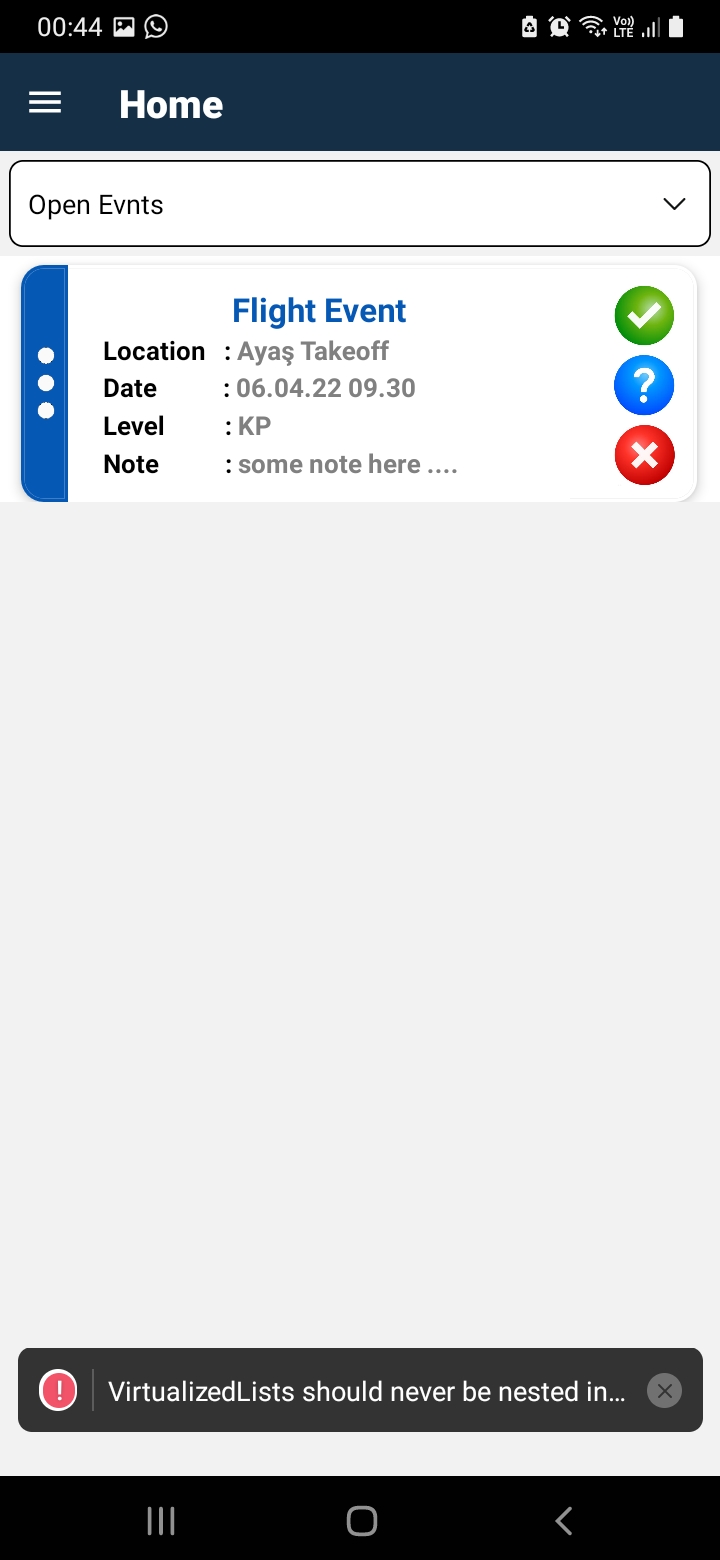 00:44
Vo)) LTE
Home
Open Evnts
Flight Event
Location : Ayaş Takeoff
Date : 06.04.22 09.30
Level : KP
Note : some note here ....
VirtualizedLists should never be nested in...